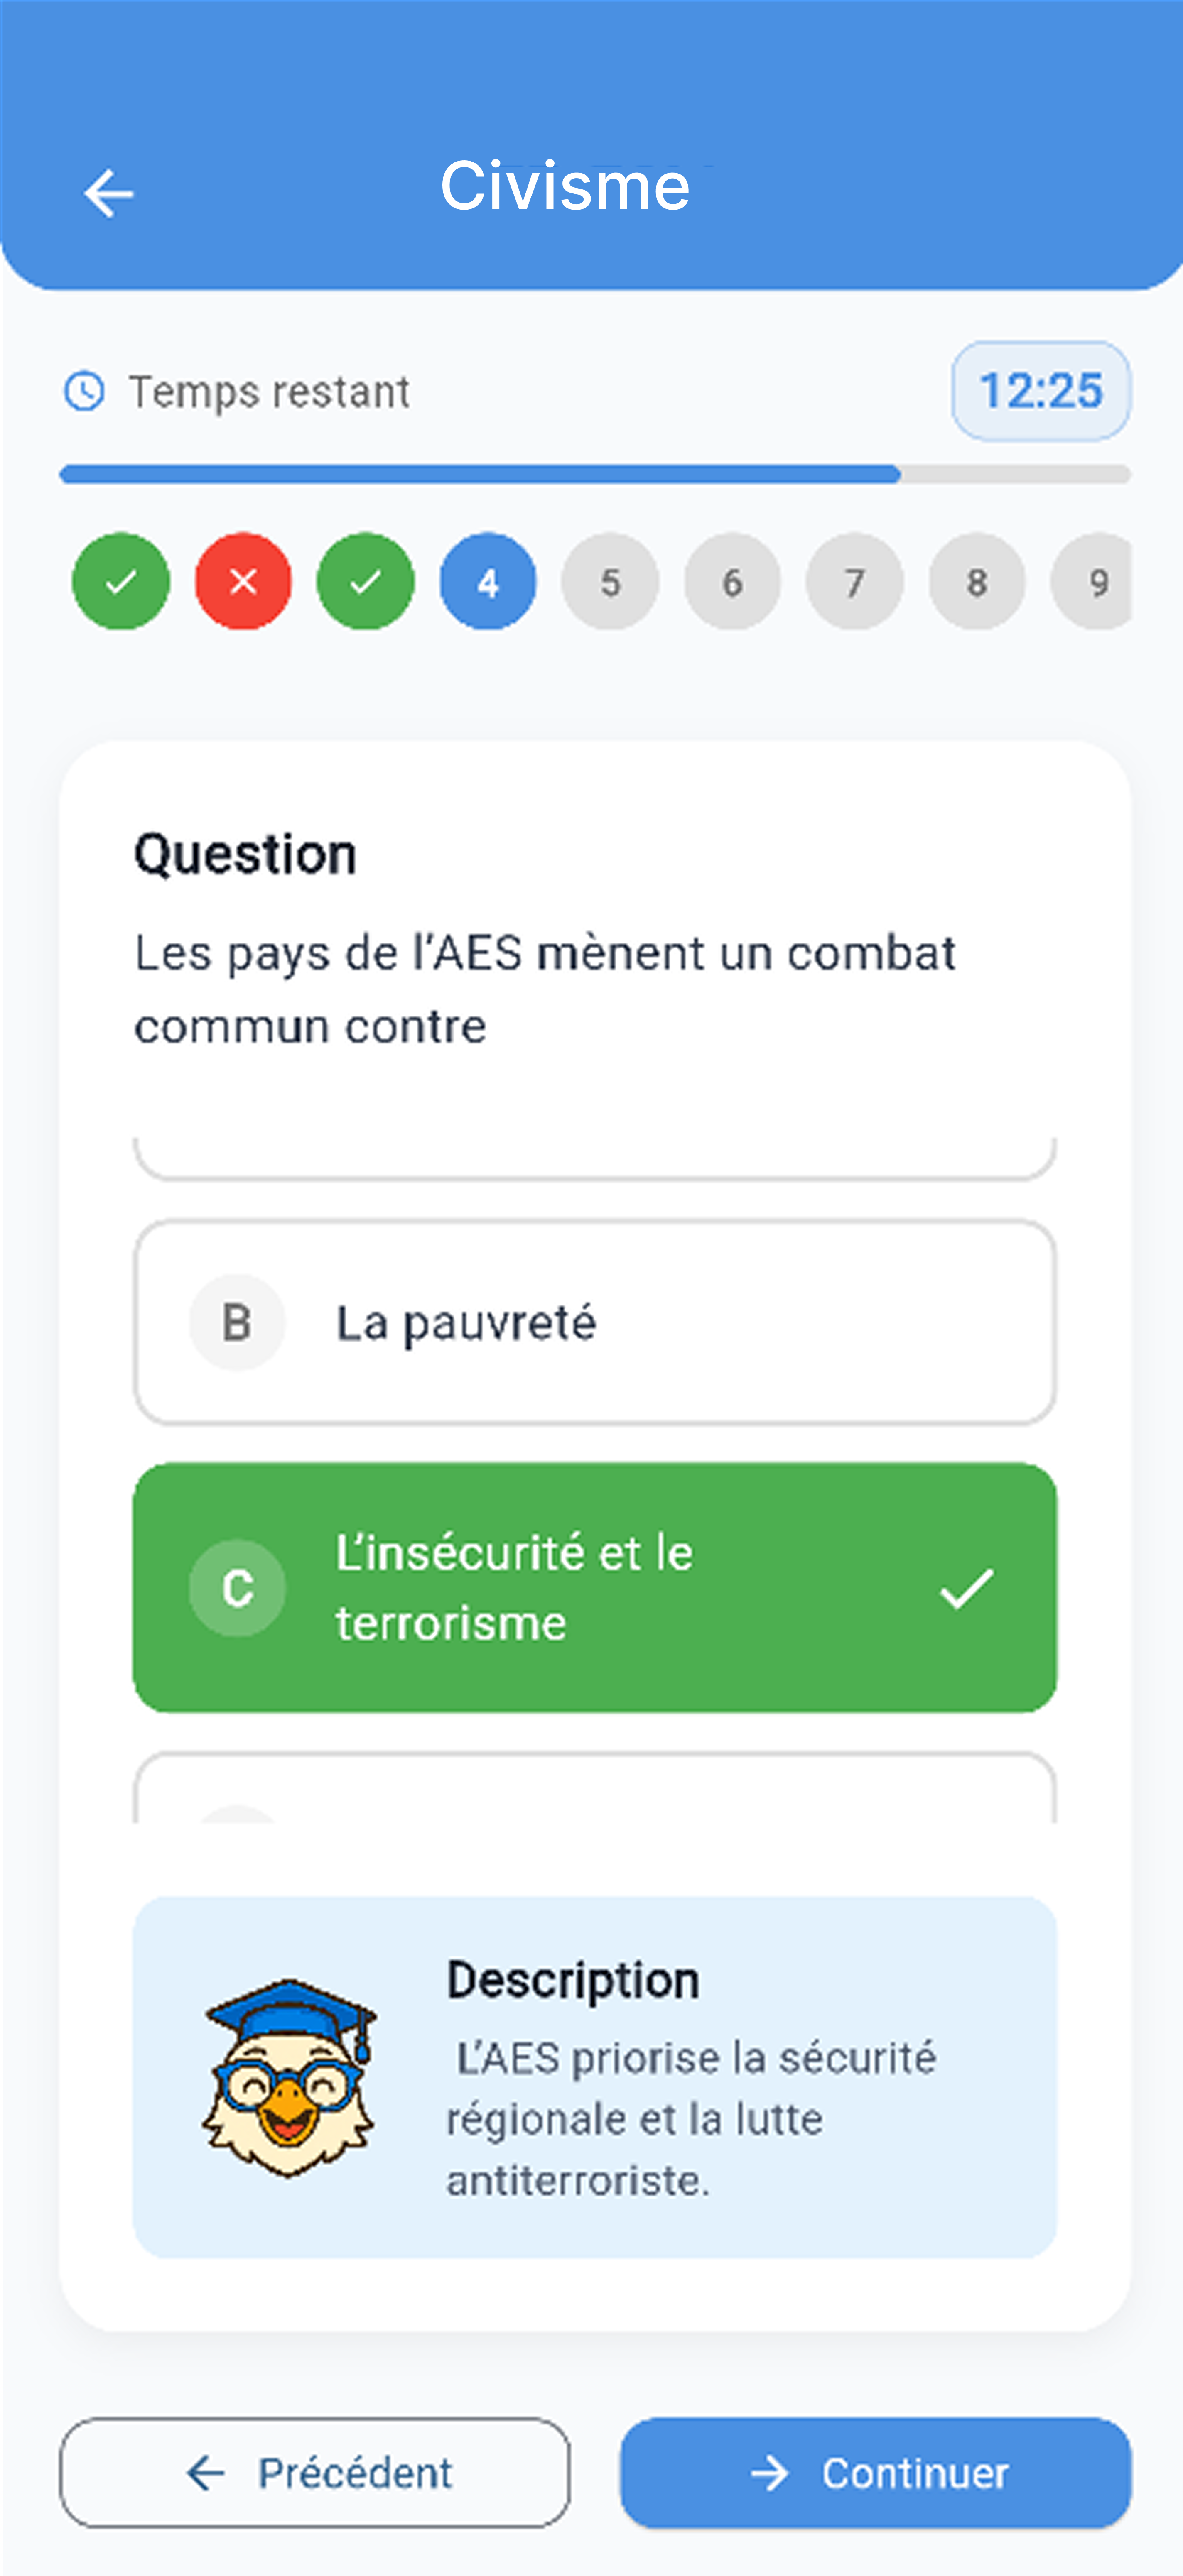 Civisme
Temps restant
12:25
4 5 6 7 8 9
Question
Les pays de l’AES mènent un combat
commun contre
B La pauvreté
C L’insécurité et le
terrorisme
Description
L’AES priorise la sécurité
régionale et la lutte
antiterroriste.
Précédent
Continuer